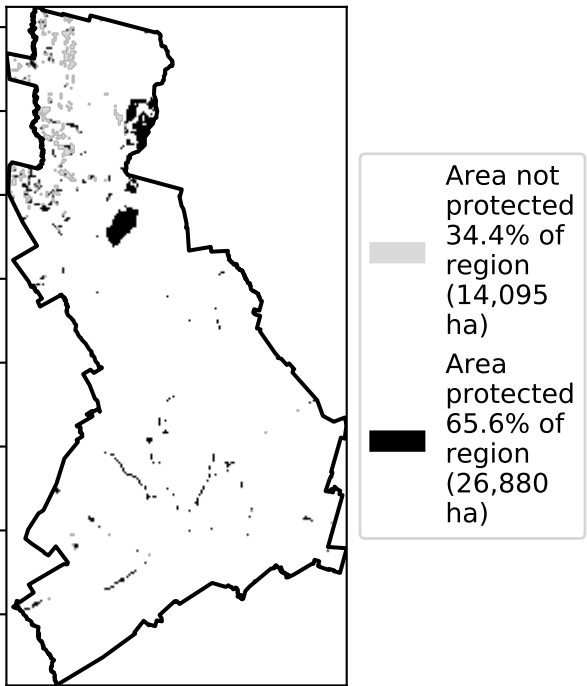 Area not
protected
34.4% of
region
(14,095
ha)
Area
protected
65.6% of
region
(26,880
ha)